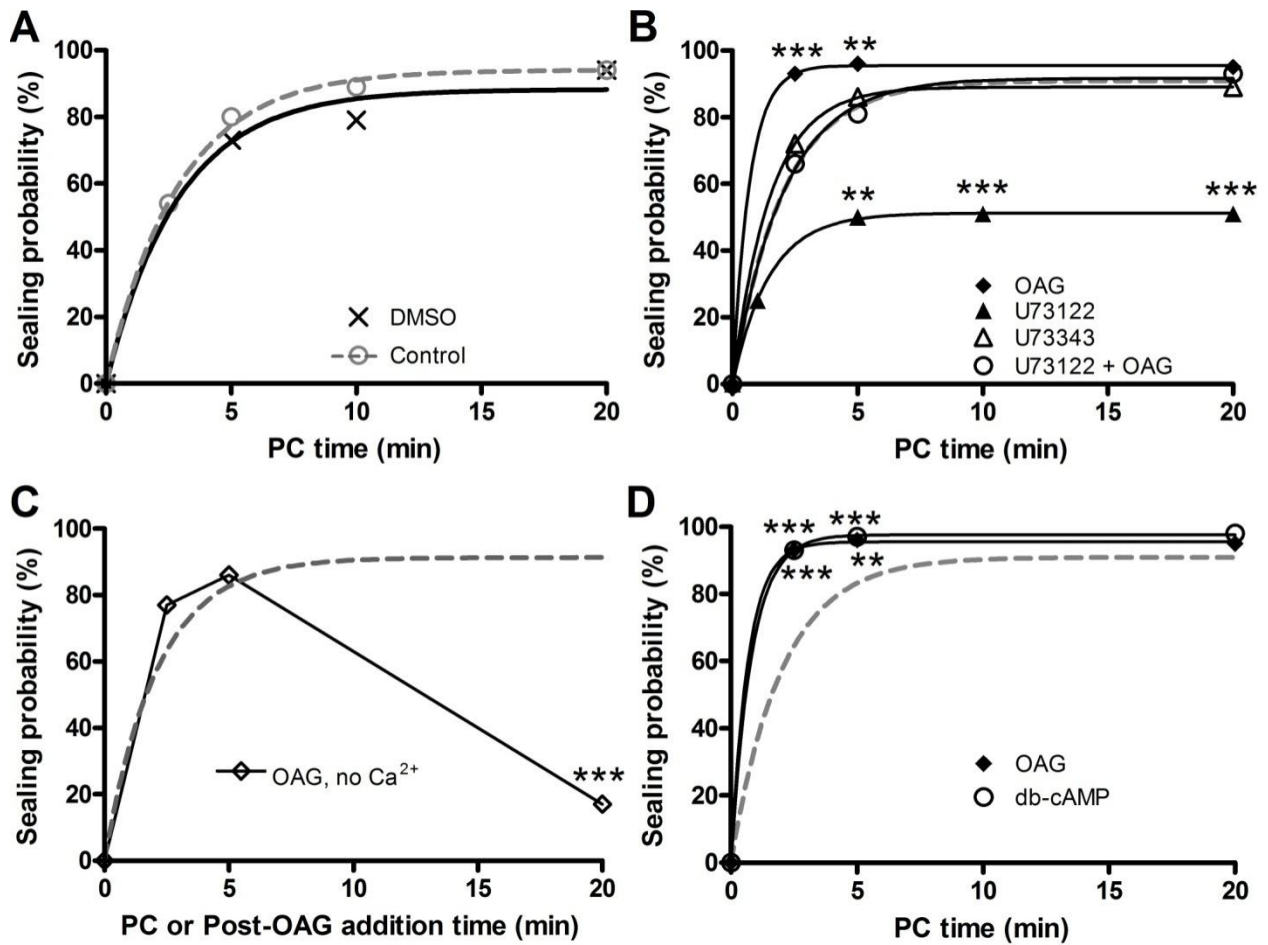 A
Sealing probability (%)
100
80
60
40
20
0
DMSO
Control
0 5 10 15 20
PC time (min)
B
Sealing probability (%)
100
80
60
40
20
0
*** **
** *** ***
OAG
U73122
U73343
U73122 + OAG
0 5 10 15 20
PC time (min)
C
Sealing probability (%)
100
80
60
40
20
0
OAG, no Ca²⁺
***
0 5 10 15 20
PC or Post-OAG addition time (min)
D
Sealing probability (%)
100
80
60
40
20
0
*** ***
*** **
OAG
db-cAMP
0 5 10 15 20
PC time (min)